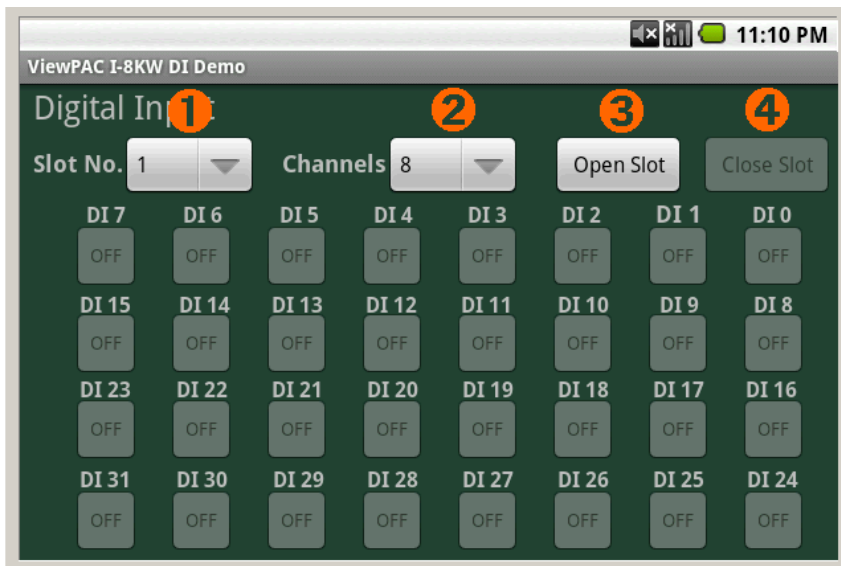 11:10 PM
ViewPAC I-8KW DI Demo
Digital Input
1 2 3 4
Slot No. 1 Channels 8 Open Slot Close Slot
DI 7 DI 6 DI 5 DI 4 DI 3 DI 2 DI 1 DI 0
OFF OFF OFF OFF OFF OFF OFF OFF
DI 15 DI 14 DI 13 DI 12 DI 11 DI 10 DI 9 DI 8
OFF OFF OFF OFF OFF OFF OFF OFF
DI 23 DI 22 DI 21 DI 20 DI 19 DI 18 DI 17 DI 16
OFF OFF OFF OFF OFF OFF OFF OFF
DI 31 DI 30 DI 29 DI 28 DI 27 DI 26 DI 25 DI 24
OFF OFF OFF OFF OFF OFF OFF OFF